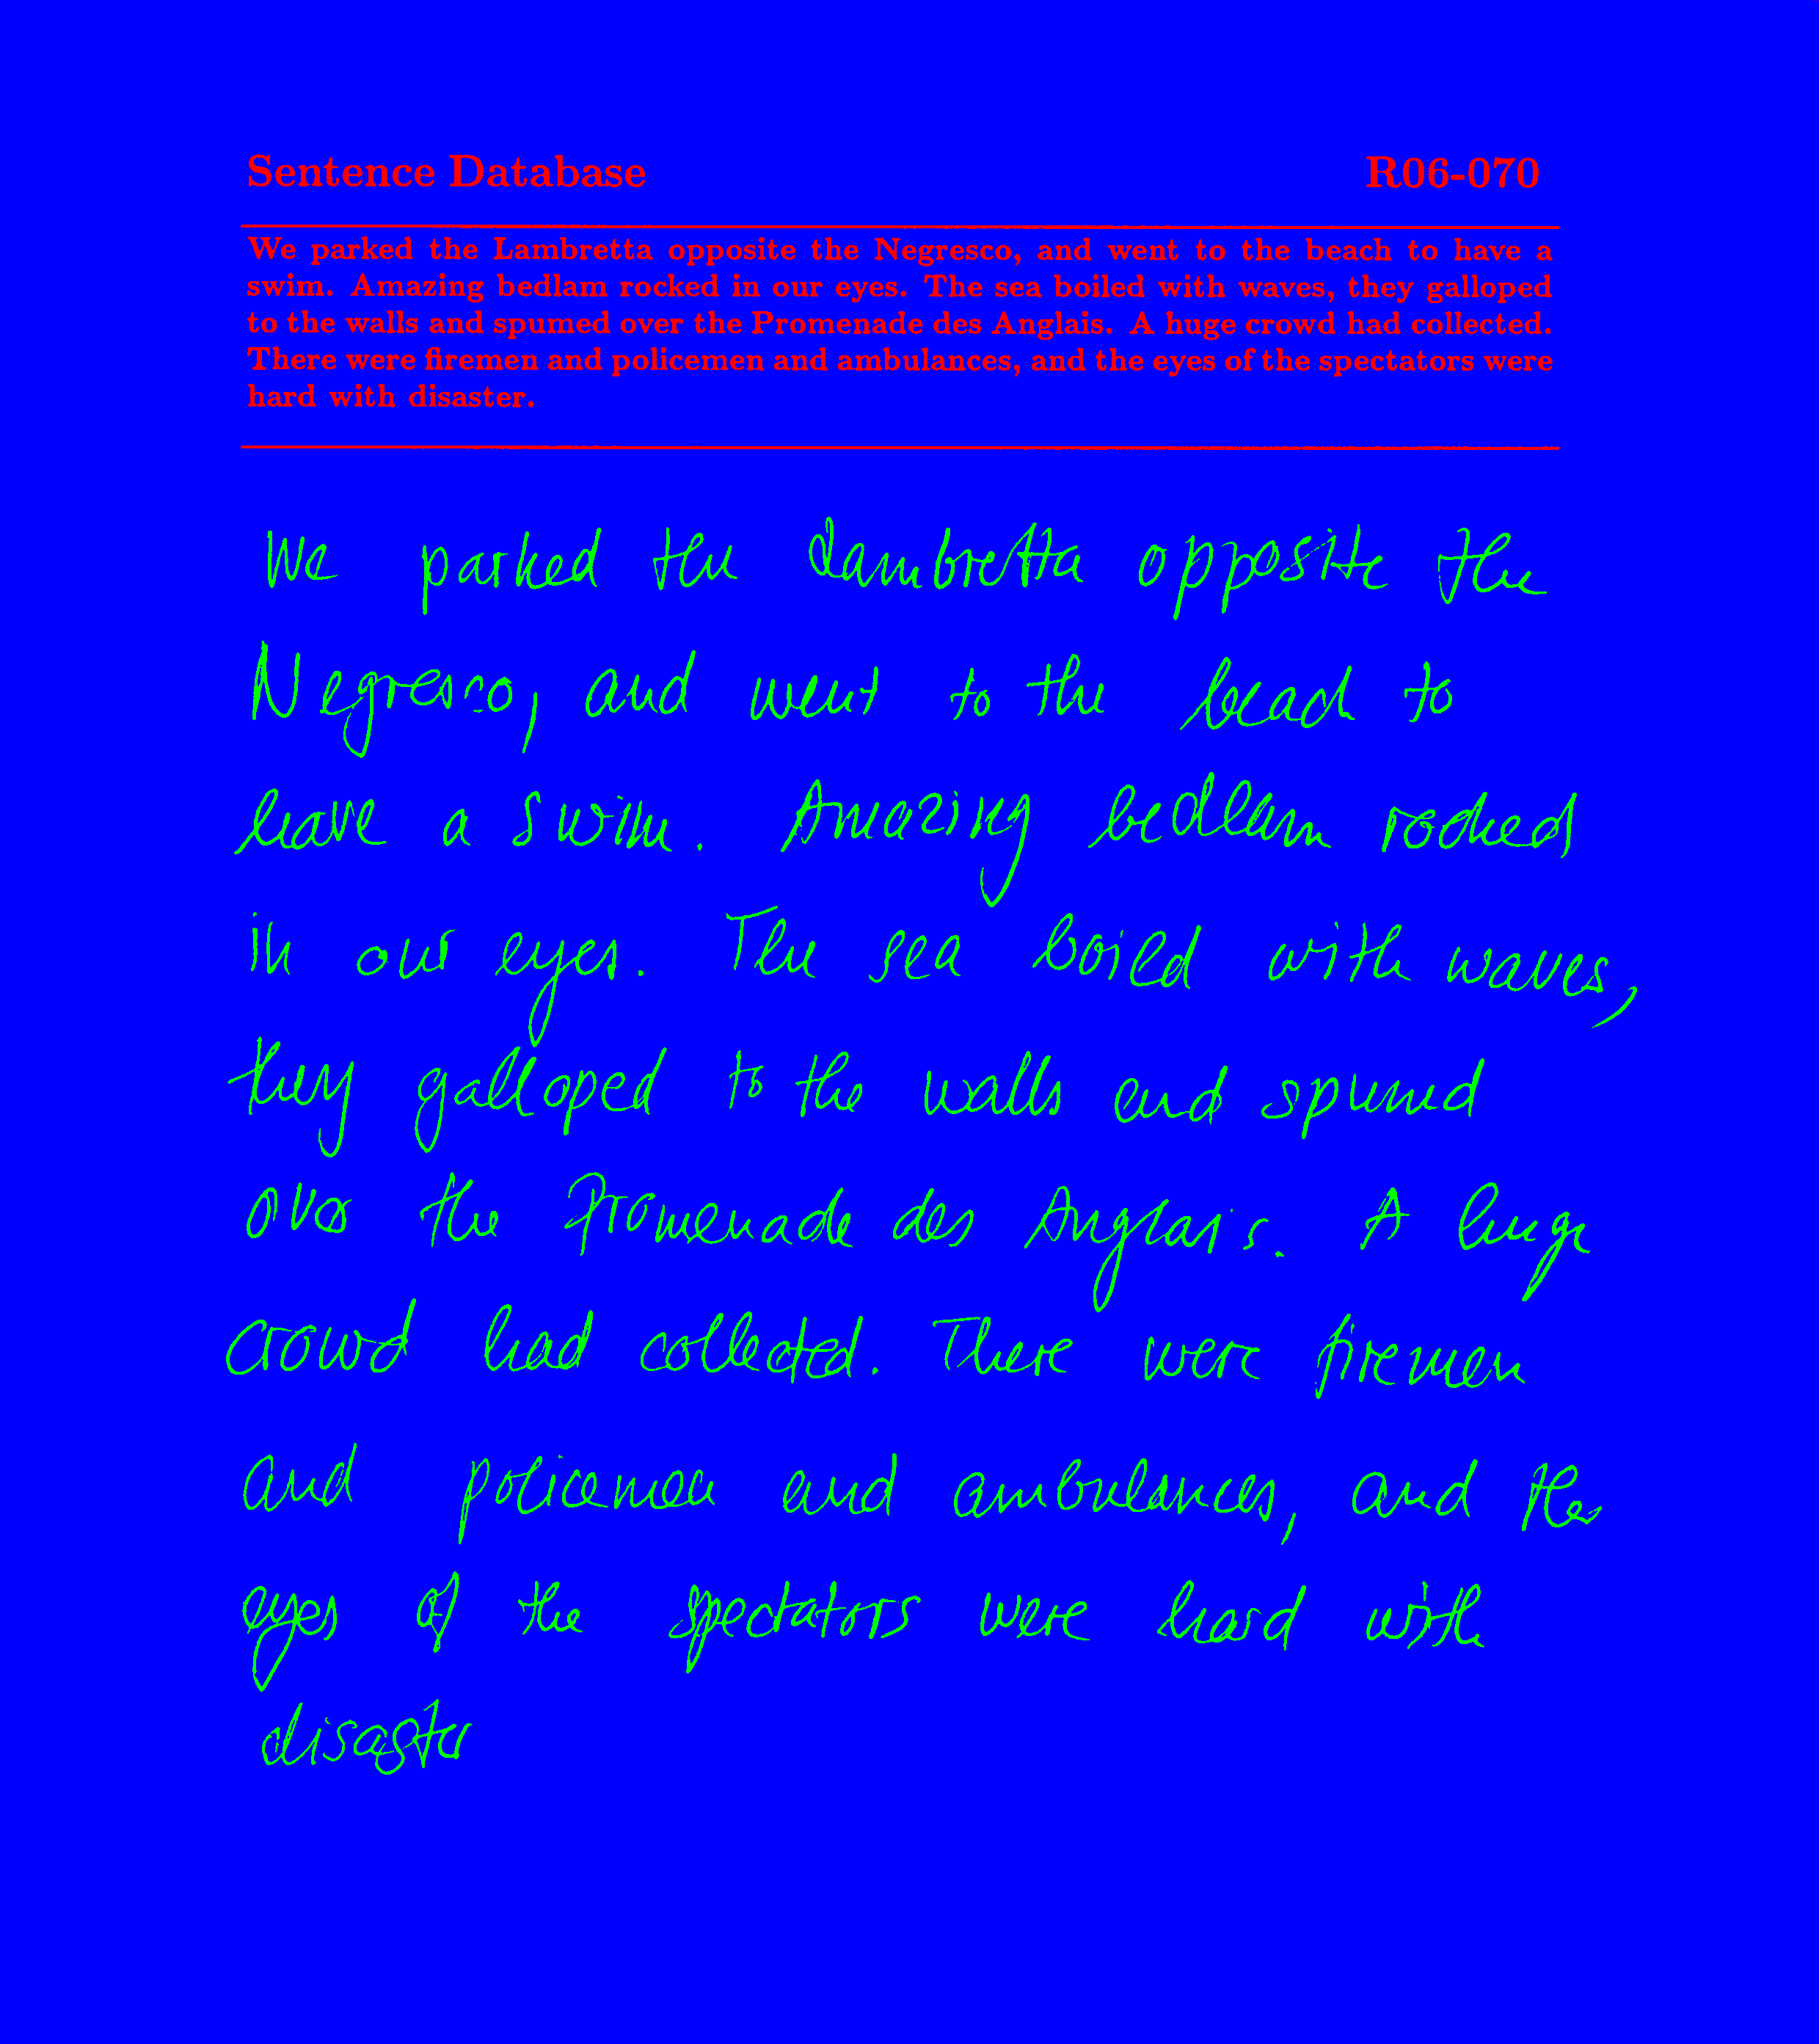 Sentence Database R06-070
We parked the Lambretta opposite the Negresco, and went to the beach to have a
swim. Amazing bedlam rocked in our eyes. The sea boiled with waves, they galloped
to the walls and spumed over the Promenade des Anglais. A huge crowd had collected.
There were firemen and policemen and ambulances, and the eyes of the spectators were
hard with disaster.
We parked the Lambretta opposite the
Negresco, and went to the beach to
have a swim. Amazing bedlam rocked
in our eyes. The sea boiled with waves,
they galloped to the walls and spumed
over the Promenade des Anglais. A huge
crowd had collected. There were firemen
and policemen and ambulances, and the
eyes of the spectators were hard with
disaster